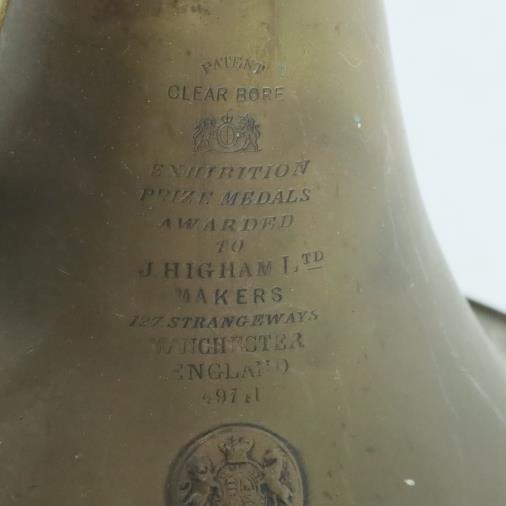 PATENT
CLEAR BORE
EXHIBITION
PRIZE MEDALS
AWARDED
TO
J. HIGHAM LTD
MAKERS
127. STRANGEWAYS
MANCHESTER
ENGLAND